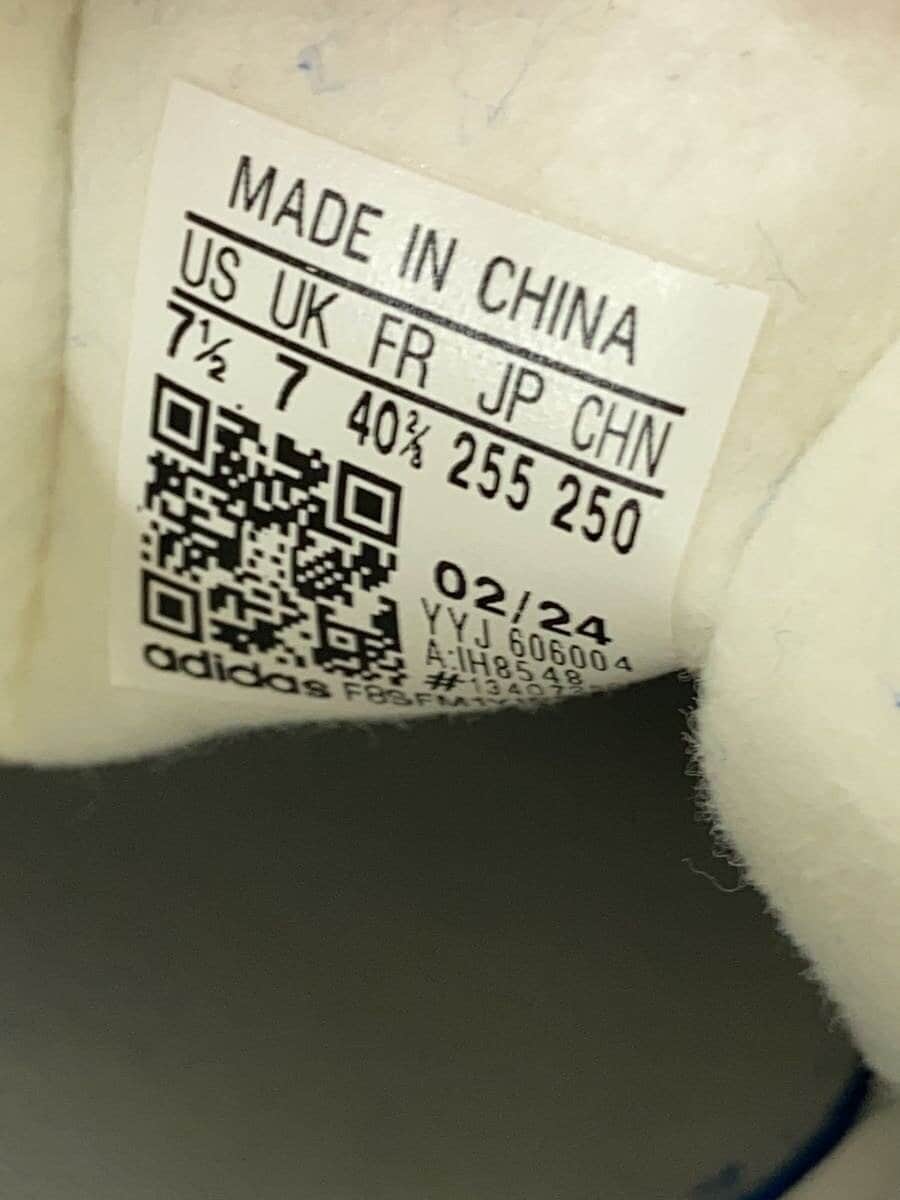 MADE IN CHINA
US UK FR JP CHN
7½ 7 40⅔ 255 250
02/24
YYJ 606004
A:IH8548
adidas